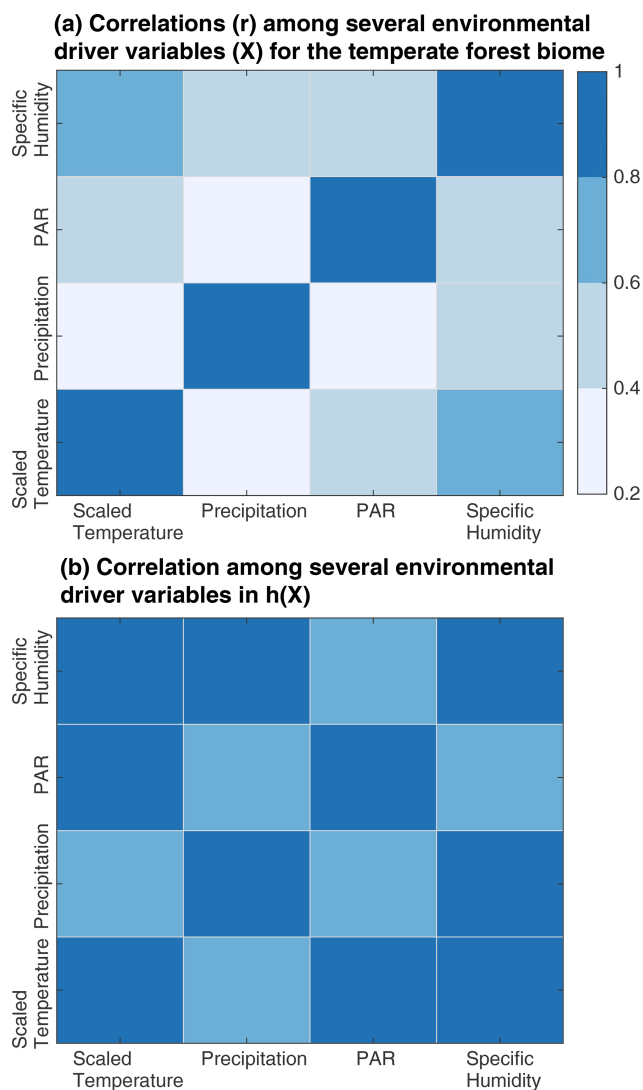 (a) Correlations (r) among several environmental
driver variables (X) for the temperate forest biome
Specific
Humidity
PAR
Precipitation
Scaled
Temperature
1
0.8
0.6
0.4
0.2
Scaled
Temperature
Precipitation
PAR
Specific
Humidity
(b) Correlation among several environmental
driver variables in h(X)
Specific
Humidity
PAR
Precipitation
Scaled
Temperature
Scaled
Temperature
Precipitation
PAR
Specific
Humidity